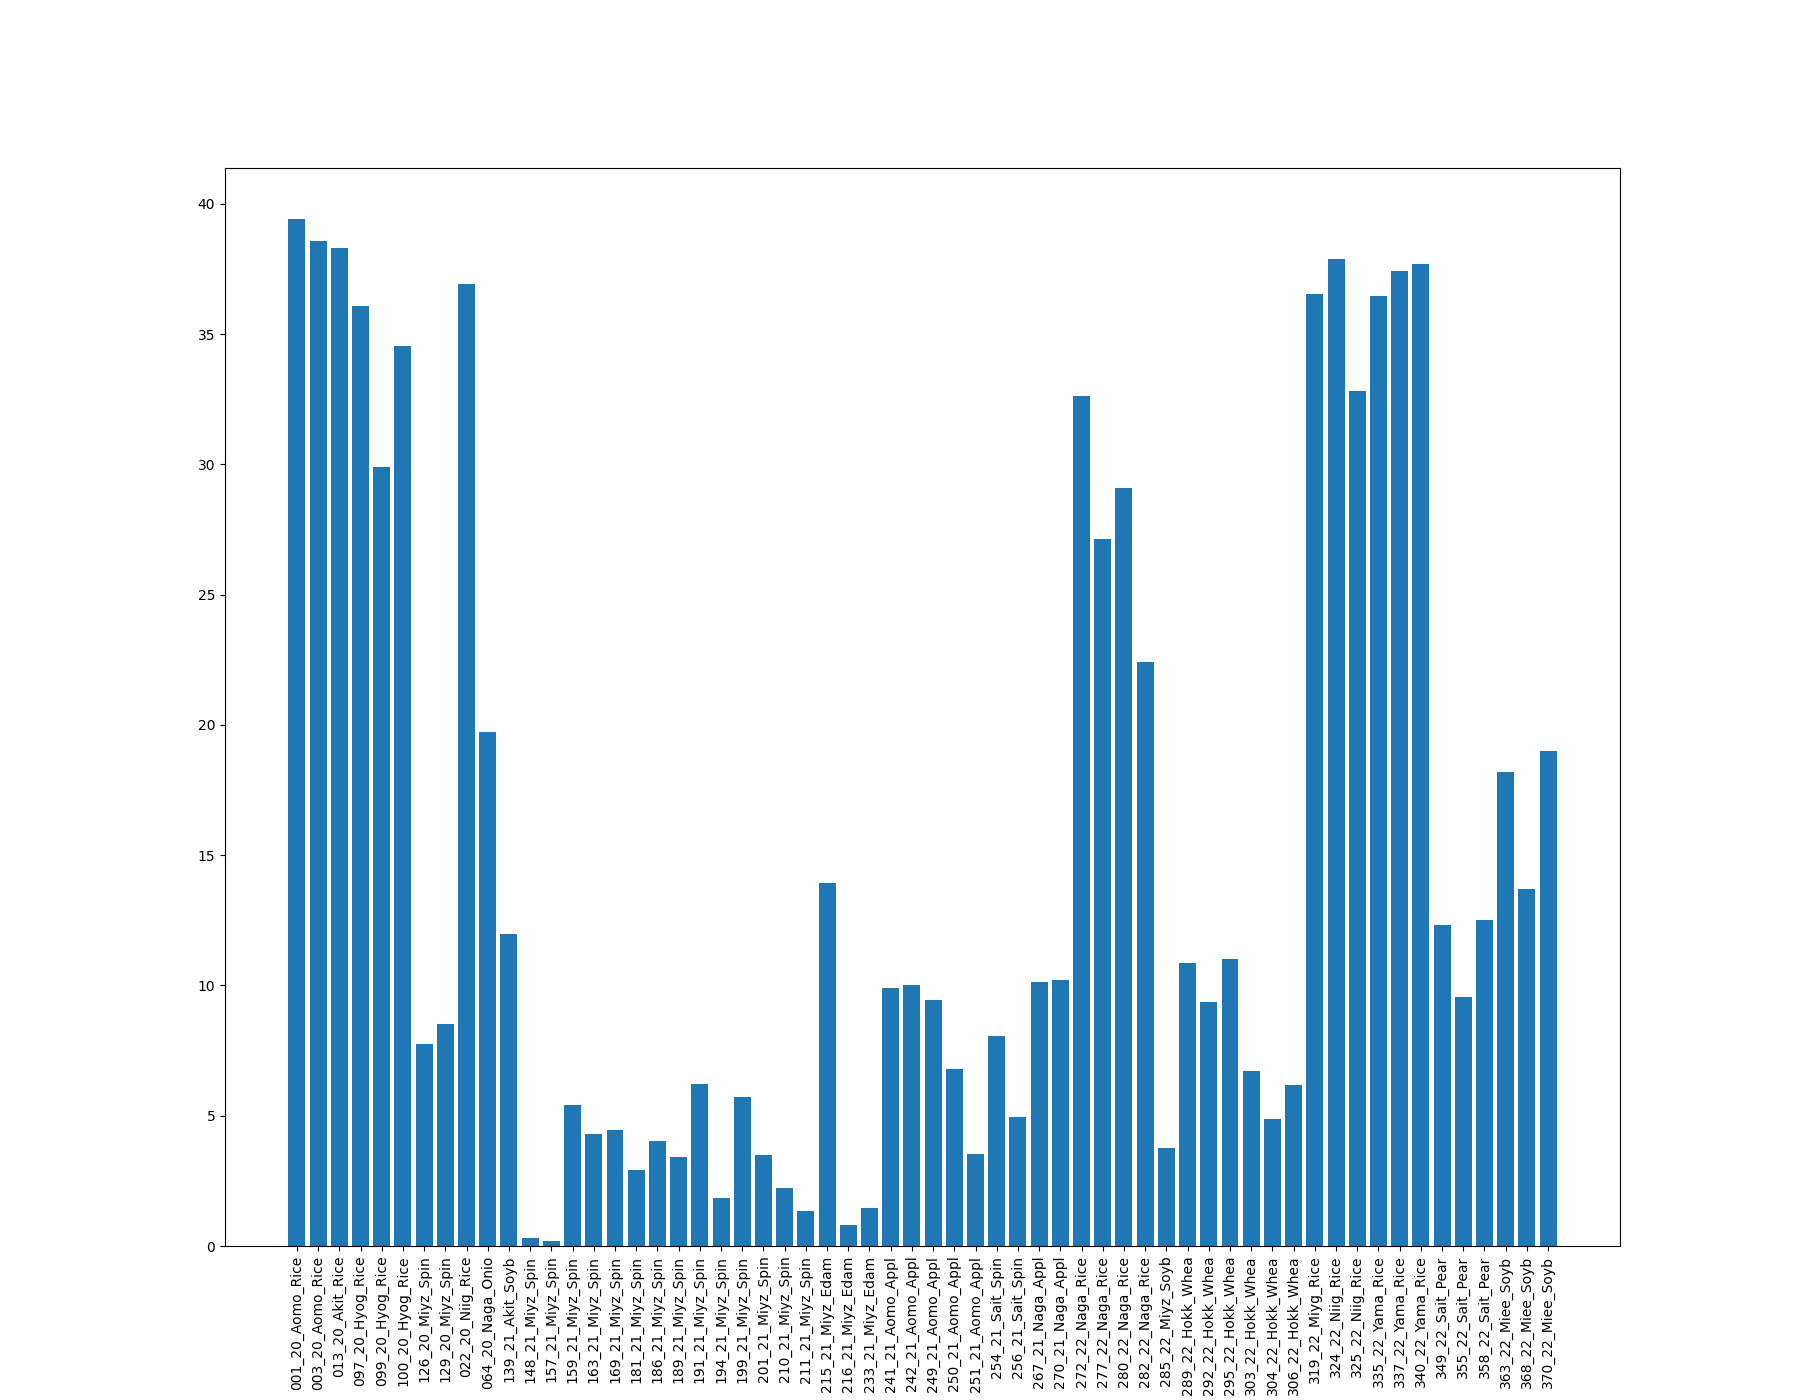 40
35
30
25
20
15
10
5
0
001_20_Aomo_Rice
003_20_Aomo_Rice
013_20_Akit_Rice
097_20_Hyog_Rice
099_20_Hyog_Rice
100_20_Hyog_Rice
126_20_Miyz_Spin
129_20_Miyz_Spin
022_20_Niig_Rice
064_20_Naga_Onio
139_21_Akit_Soyb
148_21_Miyz_Spin
157_21_Miyz_Spin
159_21_Miyz_Spin
163_21_Miyz_Spin
169_21_Miyz_Spin
181_21_Miyz_Spin
186_21_Miyz_Spin
189_21_Miyz_Spin
191_21_Miyz_Spin
194_21_Miyz_Spin
199_21_Miyz_Spin
201_21_Miyz_Spin
210_21_Miyz_Spin
211_21_Miyz_Spin
215_21_Miyz_Edam
216_21_Miyz_Edam
233_21_Miyz_Edam
241_21_Aomo_Appl
242_21_Aomo_Appl
249_21_Aomo_Appl
250_21_Aomo_Appl
251_21_Aomo_Appl
254_21_Sait_Spin
256_21_Sait_Spin
267_21_Naga_Appl
270_21_Naga_Appl
272_22_Naga_Rice
277_22_Naga_Rice
280_22_Naga_Rice
282_22_Naga_Rice
285_22_Miyz_Soyb
289_22_Hokk_Whea
292_22_Hokk_Whea
295_22_Hokk_Whea
303_22_Hokk_Whea
304_22_Hokk_Whea
306_22_Hokk_Whea
319_22_Miyg_Rice
324_22_Niig_Rice
325_22_Niig_Rice
335_22_Yama_Rice
337_22_Yama_Rice
340_22_Yama_Rice
349_22_Sait_Pear
355_22_Sait_Pear
358_22_Sait_Pear
363_22_Miee_Soyb
368_22_Miee_Soyb
370_22_Miee_Soyb